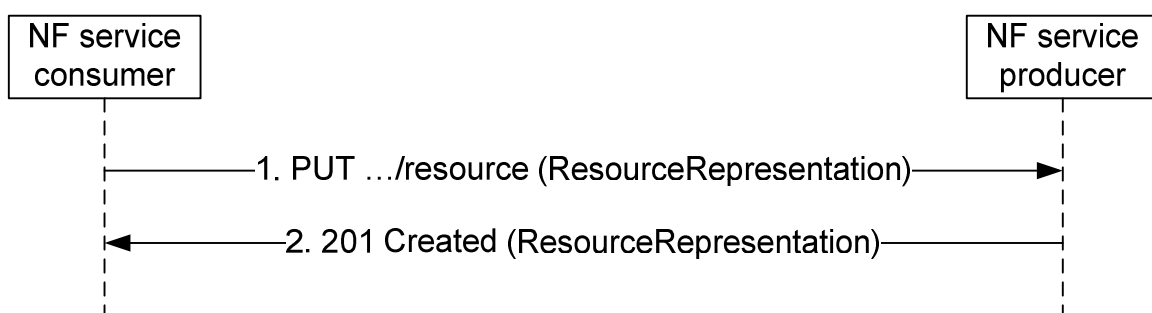 NF service
consumer
NF service
producer
1. PUT …/resource (ResourceRepresentation)
2. 201 Created (ResourceRepresentation)